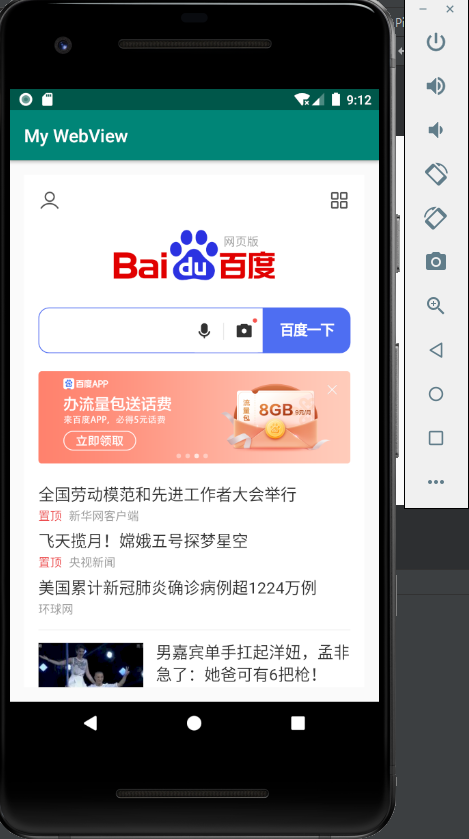 Pi
9:12
My WebView
网页版
Bai du 百度
百度一下
百度APP
办流量包送话费
来百度APP，必得5元话费
立即领取
流量包
8GB 9元/月
全国劳动模范和先进工作者大会举行
置顶 新华网客户端
飞天揽月！嫦娥五号探梦星空
置顶 央视新闻
美国累计新冠肺炎确诊病例超1224万例
环球网
男嘉宾单手扛起洋妞，孟非
急了：她爸可有6把枪！